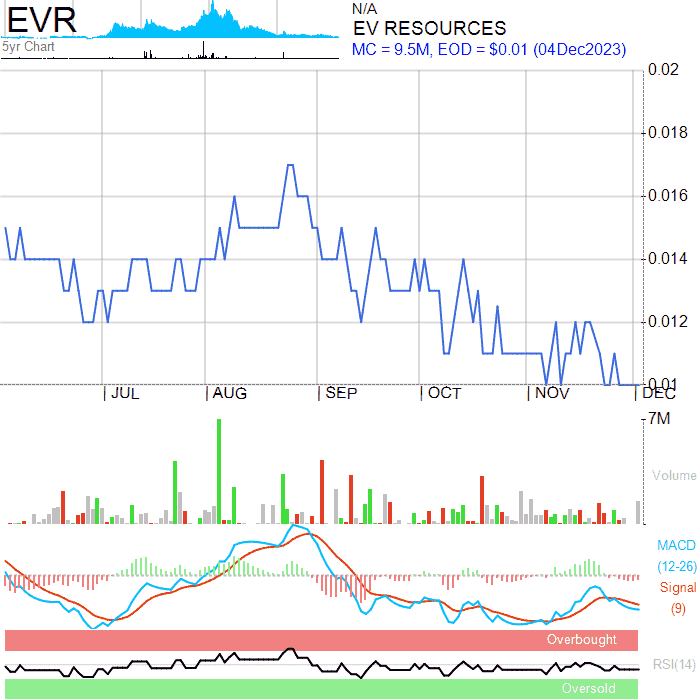 EVR
5yr Chart
N/A
EV RESOURCES
MC = 9.5M, EOD = $0.01 (04Dec2023)
0.02
0.018
0.016
0.014
0.012
0.01
JUL AUG SEP OCT NOV DEC
7M
Volume
MACD
(12-26)
Signal
(9)
Overbought
RSI(14)
Oversold